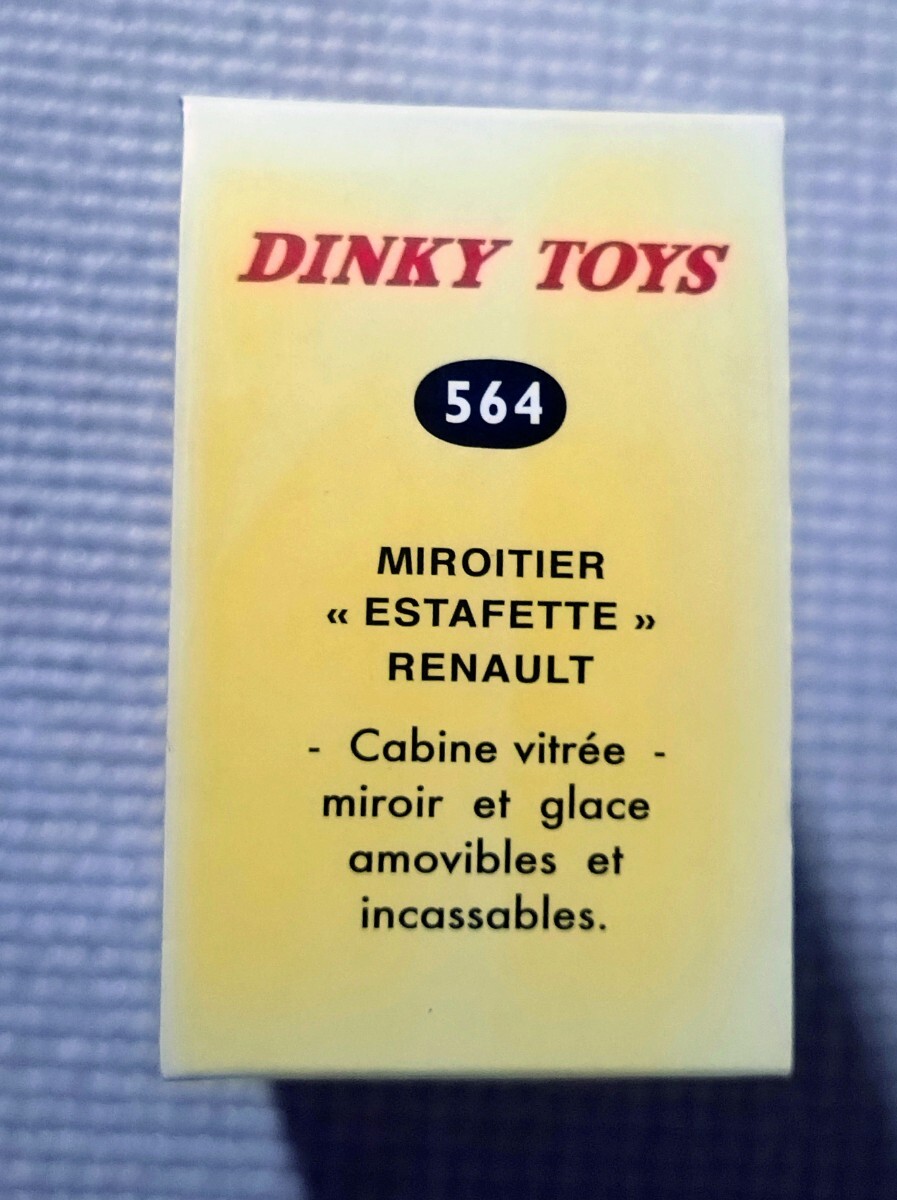 DINKY TOYS
564
MIROITIER
« ESTAFETTE »
RENAULT
- Cabine vitrée -
miroir et glace
amovibles et
incassables.